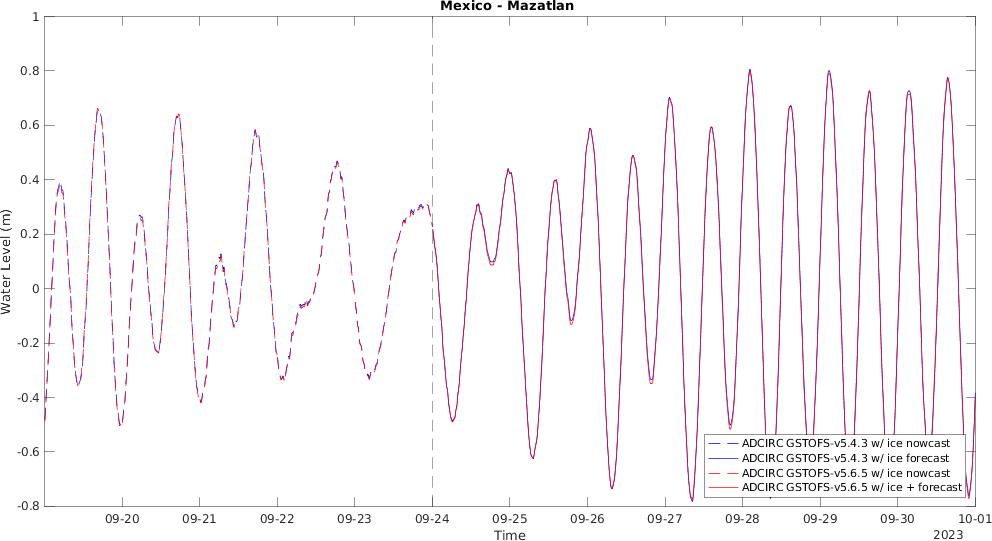 Mexico - Mazatlan
1
0.8
0.6
0.4
0.2
0
-0.2
-0.4
-0.6
-0.8
Water Level (m)
ADCIRC GSTOFS-v5.4.3 w/ ice nowcast
ADCIRC GSTOFS-v5.4.3 w/ ice forecast
ADCIRC GSTOFS-v5.6.5 w/ ice nowcast
ADCIRC GSTOFS-v5.6.5 w/ ice + forecast
09-20 09-21 09-22 09-23 09-24 09-25 09-26 09-27 09-28 09-29 09-30 10-01
Time
2023